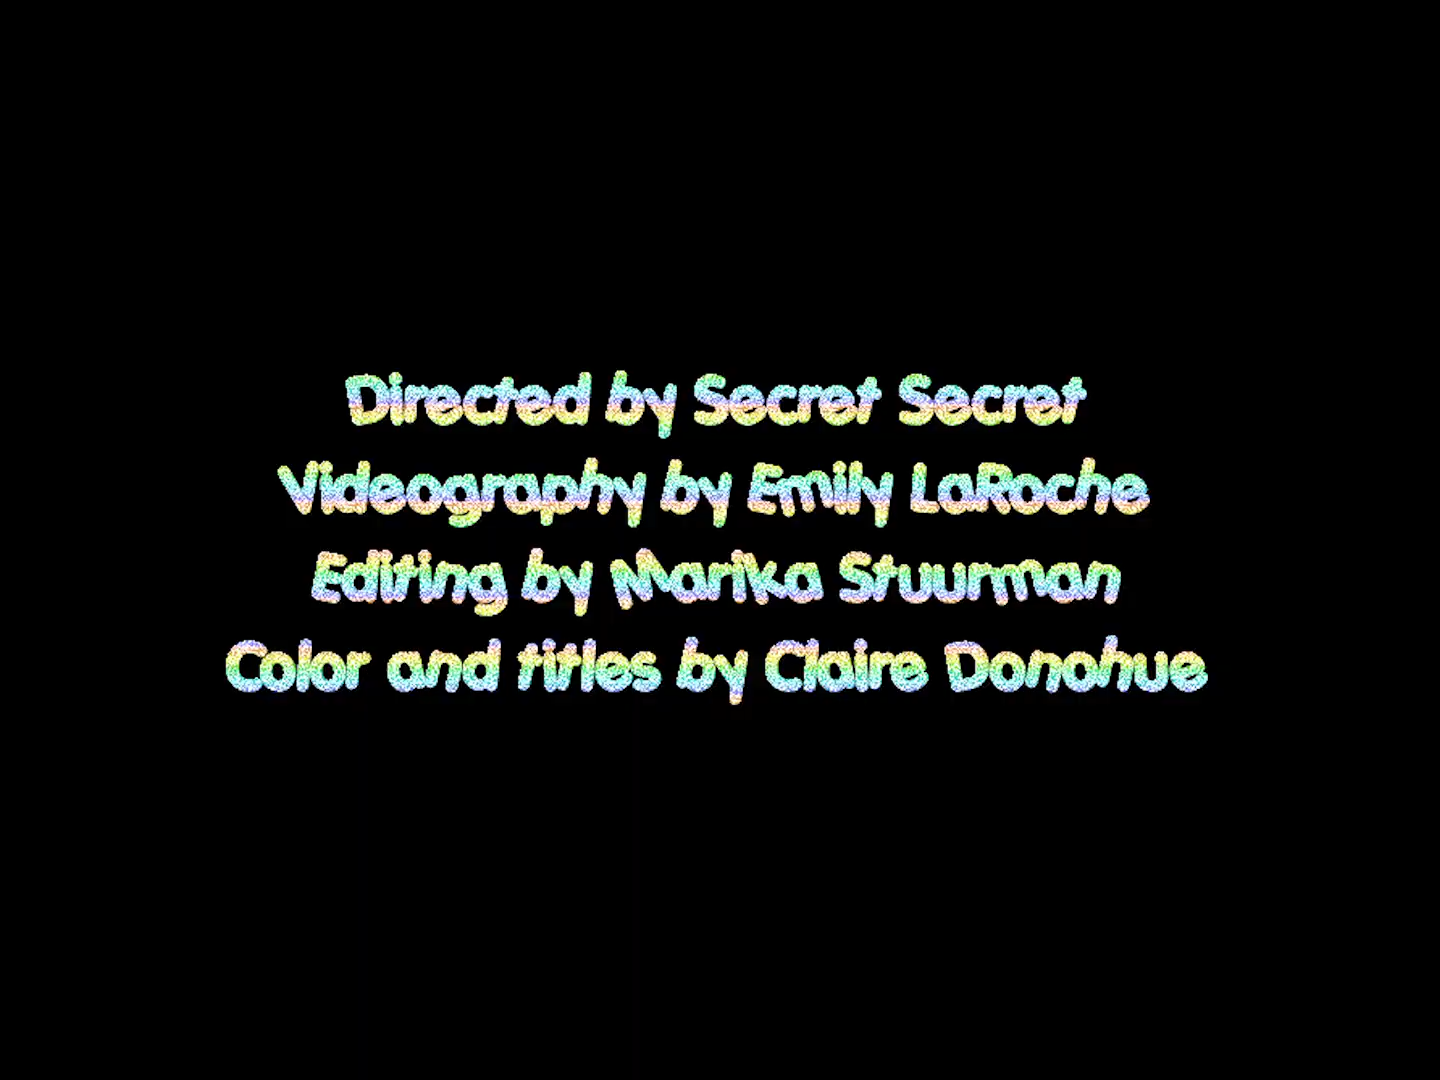 Directed by Secret Secret
Videography by Emily LaRoche
Editing by Marika Stuurman
Color and titles by Claire Donohue